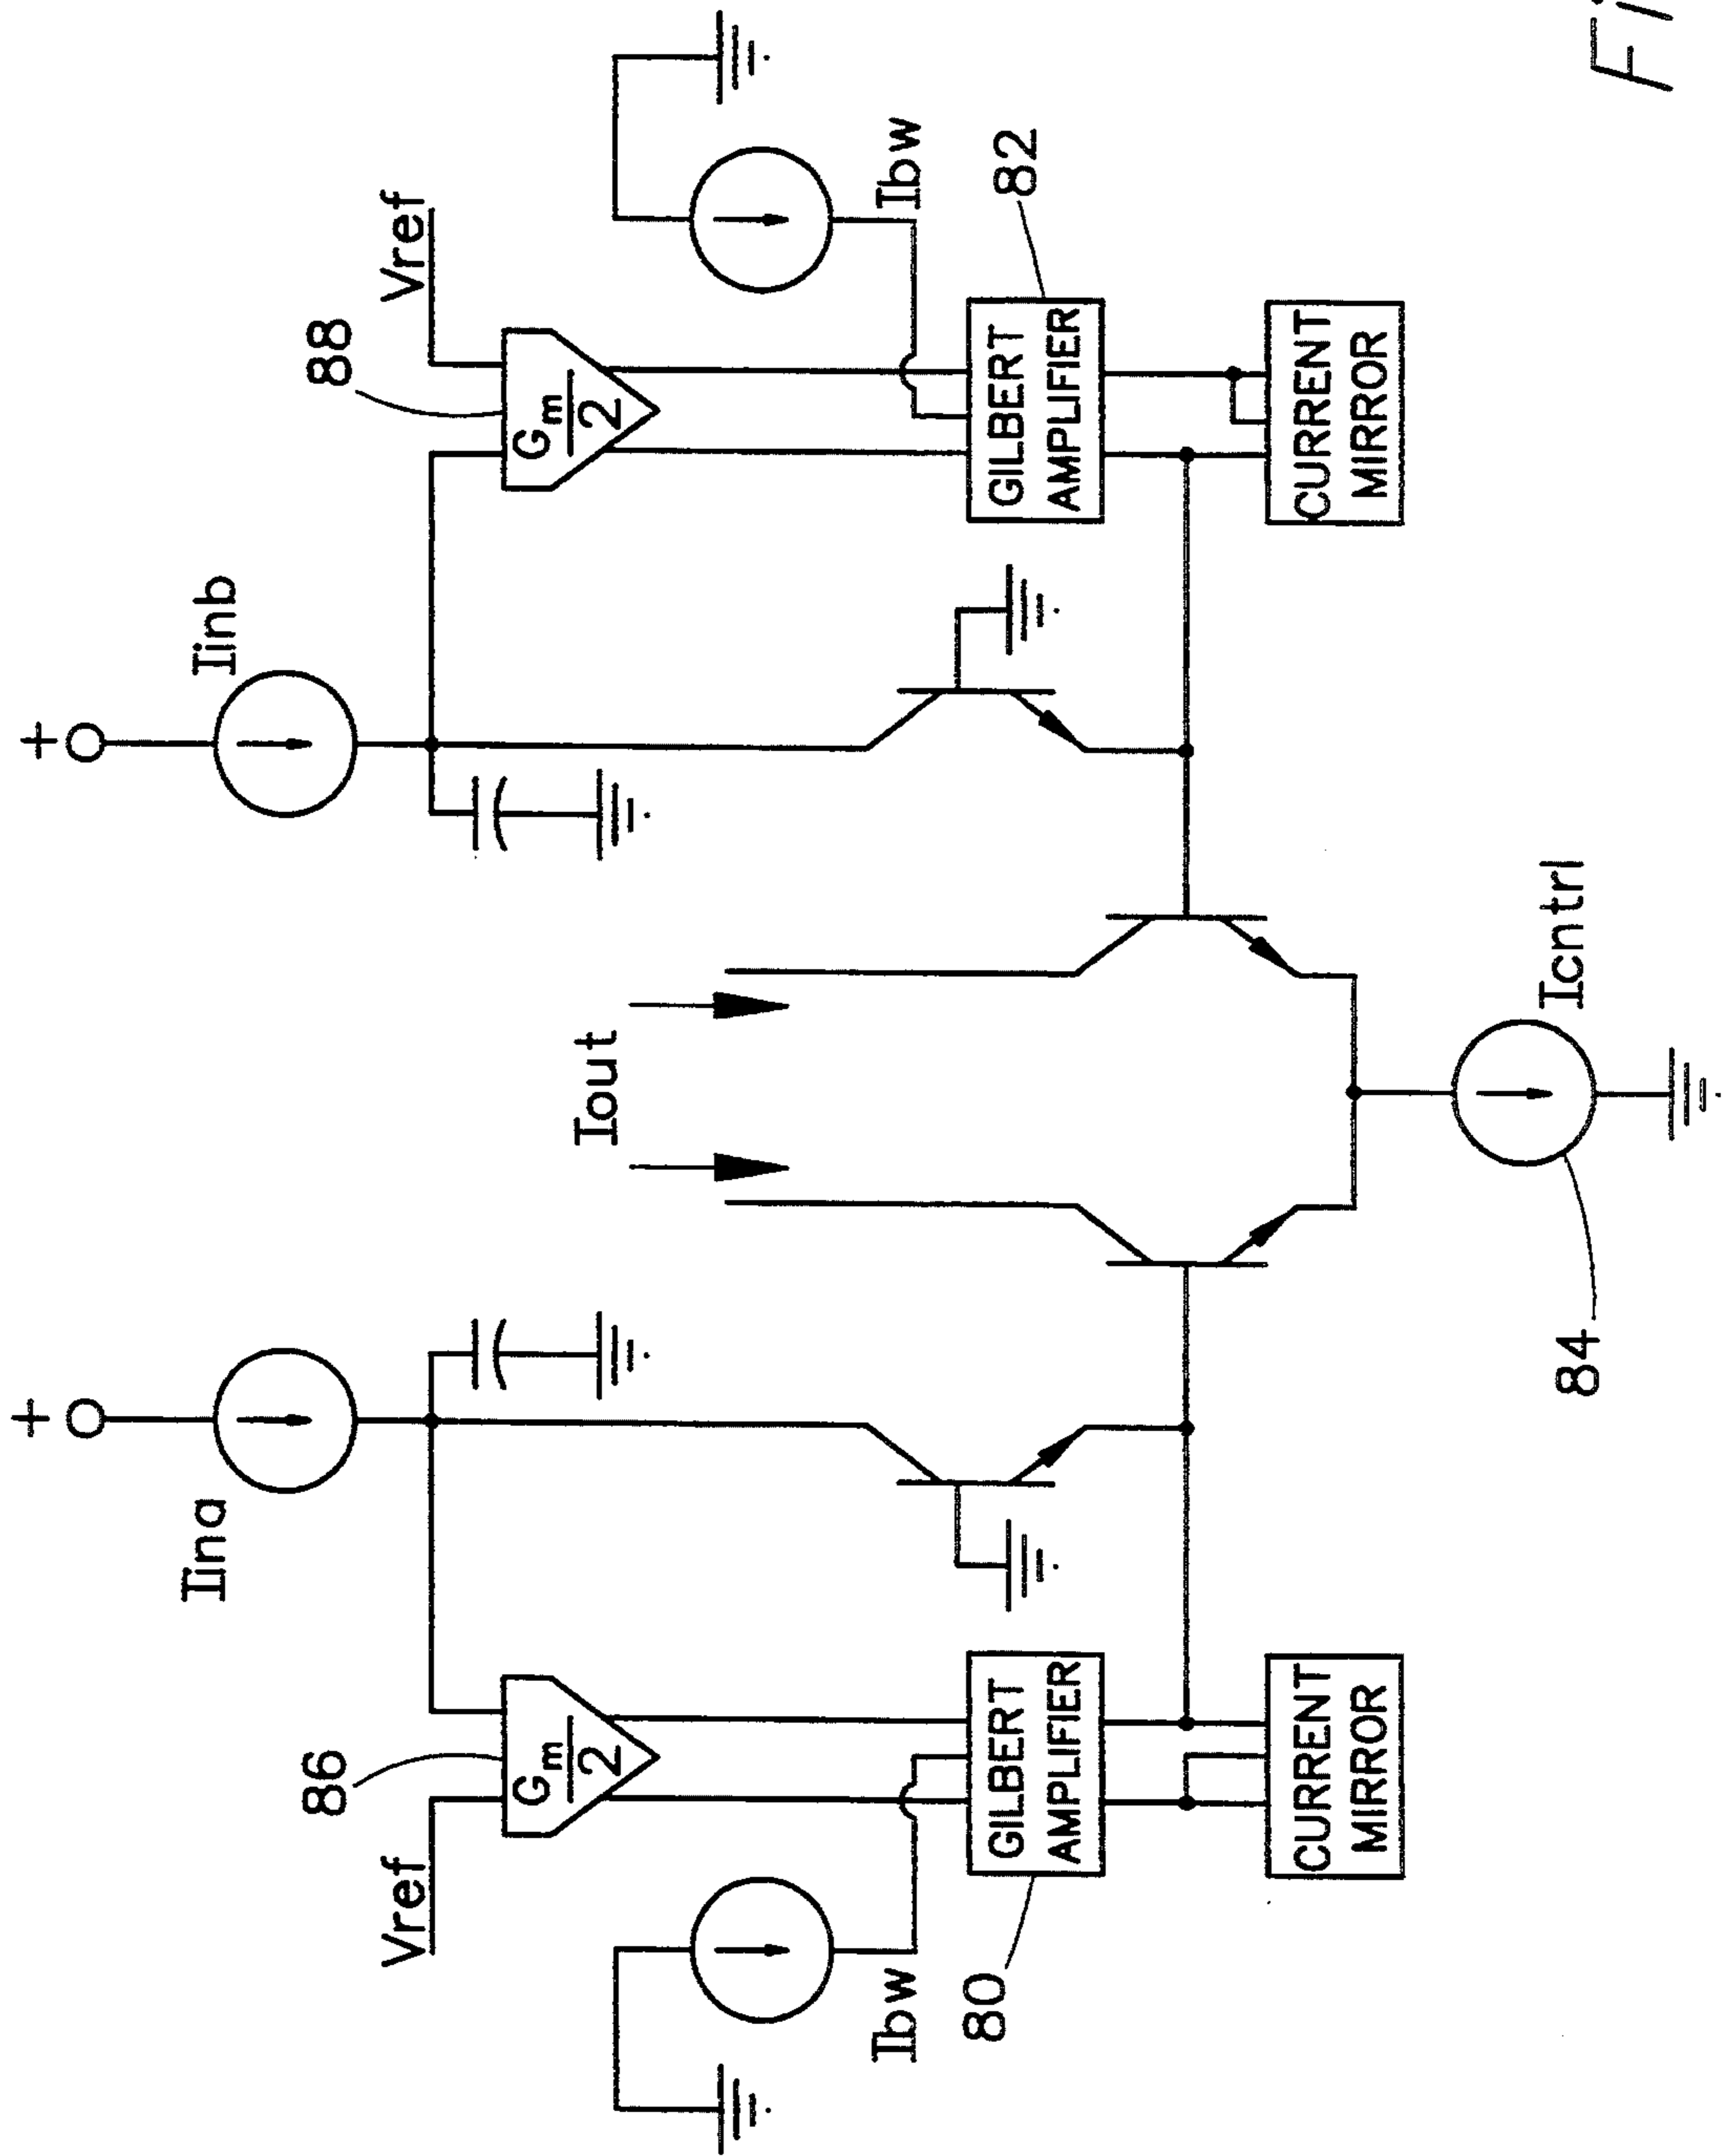 +
+
Iina
Iinb
86
88
Vref
Vref
Gm/2
Gm/2
Iout
Ibw
Ibw
80
82
GILBERT
AMPLIFIER
GILBERT
AMPLIFIER
CURRENT
MIRROR
CURRENT
MIRROR
Icntrl
84
Fi